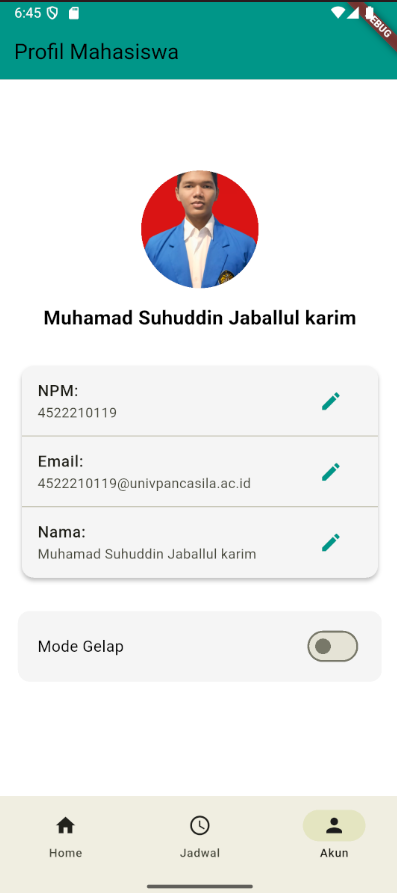 6:45
DEBUG
Profil Mahasiswa
Muhamad Suhuddin Jaballul karim
NPM:
4522210119
Email:
4522210119@univpancasila.ac.id
Nama:
Muhamad Suhuddin Jaballul karim
Mode Gelap
Home
Jadwal
Akun